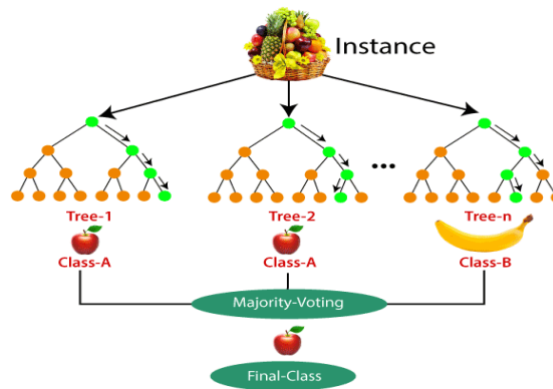 Instance
...
Tree-1
Tree-2
Tree-n
Class-A
Class-A
Class-B
Majority-Voting
Final-Class